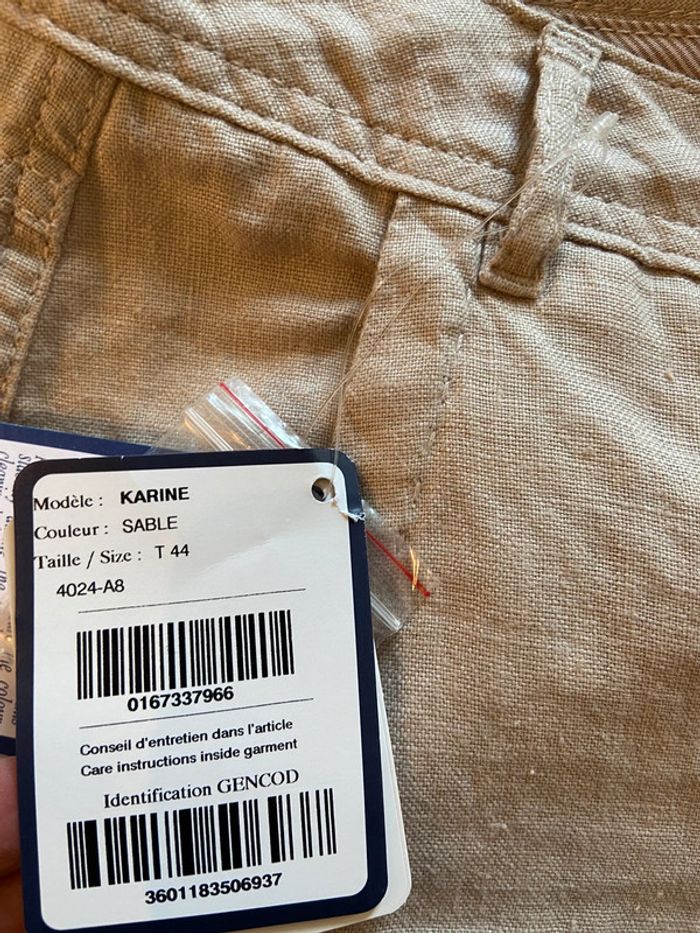 Modèle : KARINE
Couleur : SABLE
Taille / Size : T 44
4024-A8
0167337966
Conseil d'entretien dans l'article
Care instructions inside garment
Identification GENCOD
3601183506937